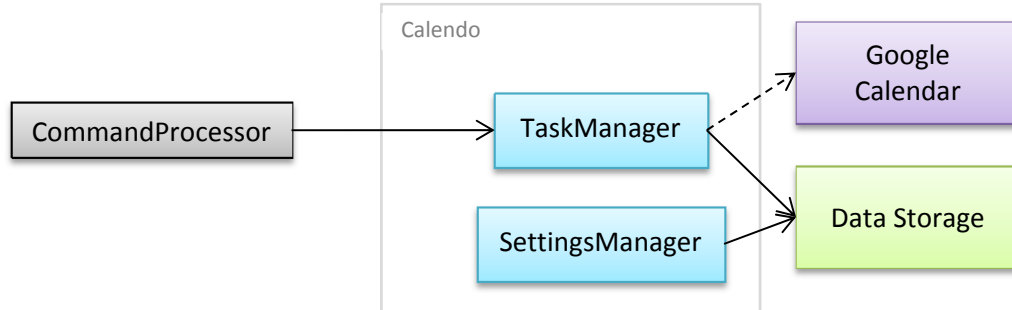 Calendo
Google
Calendar
CommandProcessor
TaskManager
Data Storage
SettingsManager